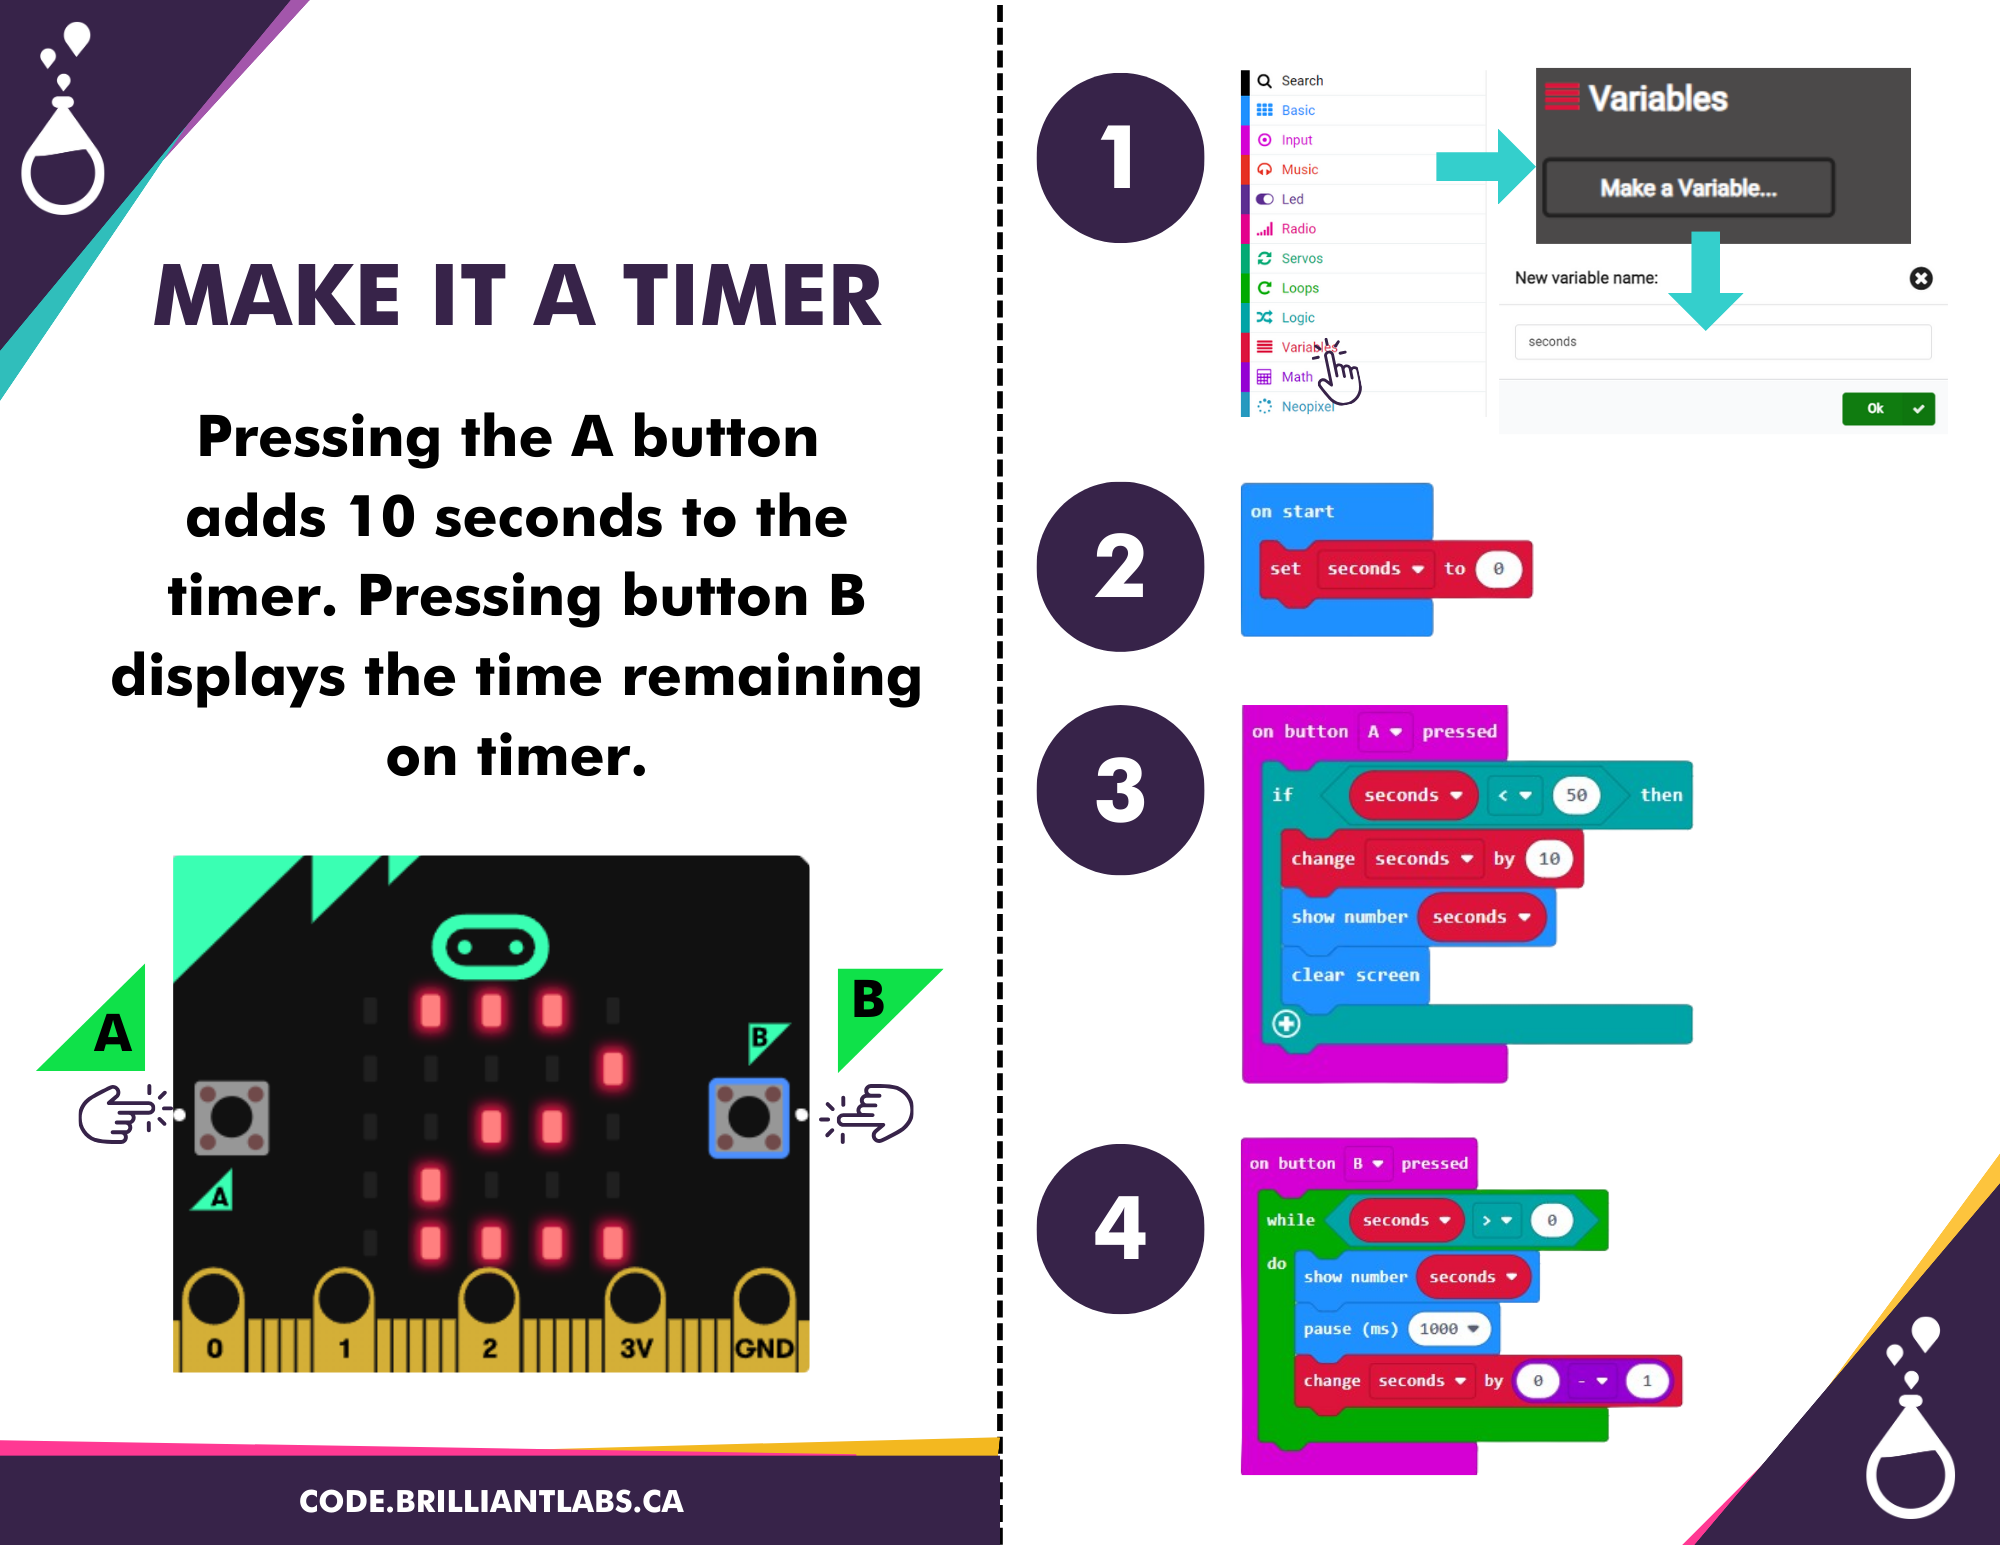 MAKE IT A TIMER
Pressing the A button
adds 10 seconds to the
timer. Pressing button B
displays the time remaining
on timer.
A
B
B
A
0 1 2 3V GND
CODE.BRILLIANTLABS.CA
1
Search
Basic
Input
Music
Led
Radio
Servos
Loops
Logic
Variables
Math
Neopixel
Variables
Make a Variable...
New variable name:
seconds
Ok
2
on start
set seconds to 0
3
on button A pressed
if seconds < 50 then
change seconds by 10
show number seconds
clear screen
4
on button B pressed
while seconds > 0
do
show number seconds
pause (ms) 1000
change seconds by 0 - 1